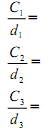 C₁/d₁ =
C₂/d₂ =
C₃/d₃ =